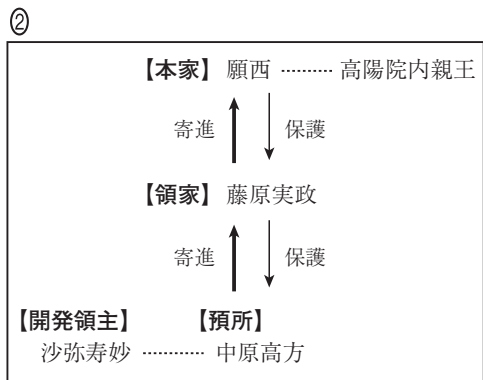 ②
【本家】 願西 ………… 高陽院内親王
寄進 保護
【領家】 藤原実政
寄進 保護
【開発領主】 【預所】
沙弥寿妙 ………… 中原高方